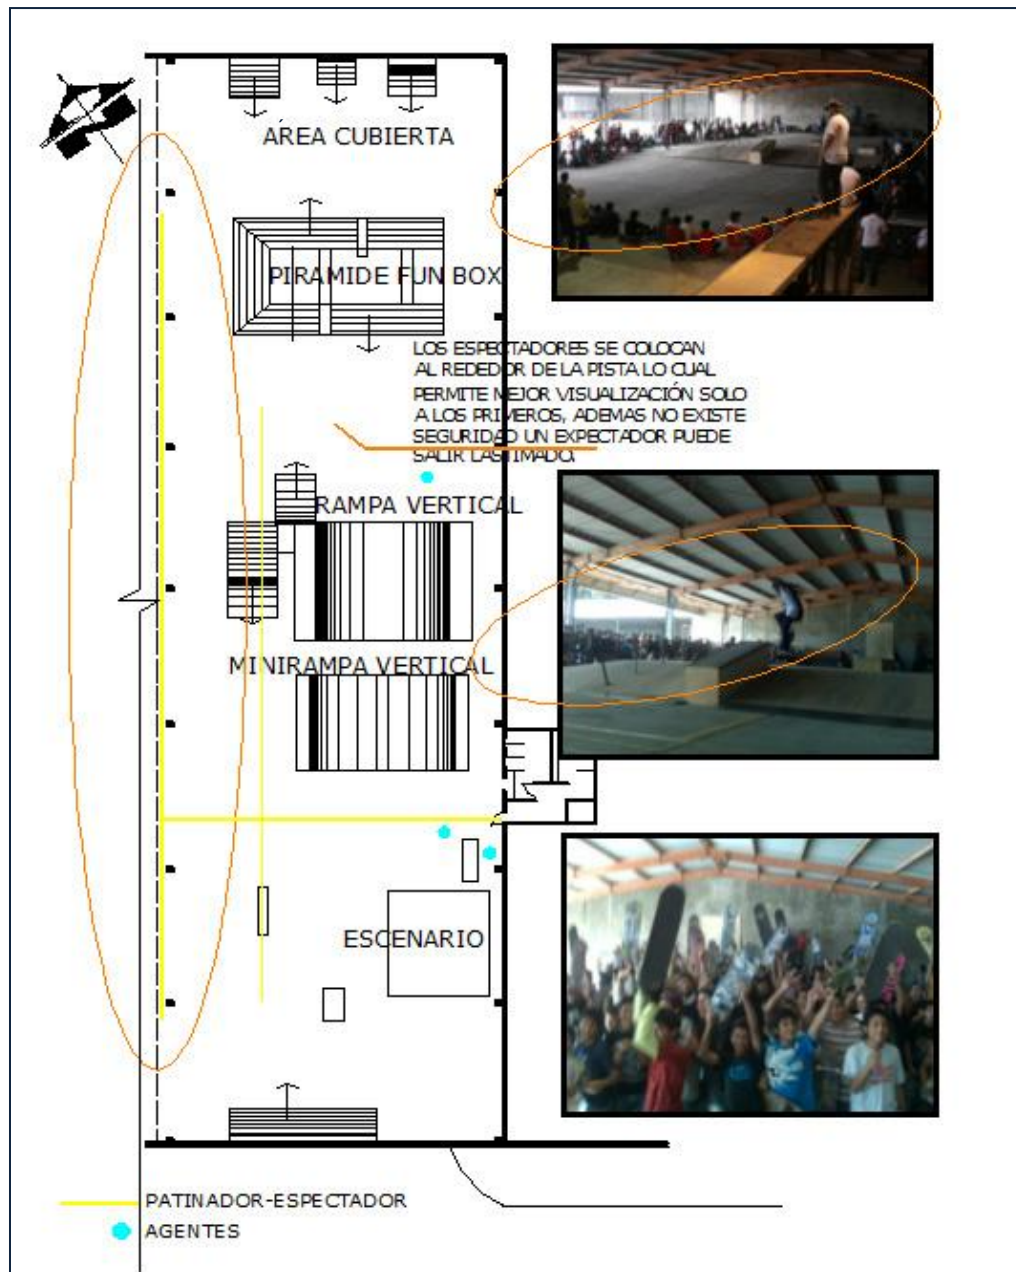 ÁREA CUBIERTA
PIRAMIDE FUN BOX
LOS ESPECTADORES SE COLOCAN
AL REDEDOR DE LA PISTA LO CUAL
PERMITE MEJOR VISUALIZACIÓN SOLO
A LOS PRIMEROS, ADEMAS NO EXISTE
SEGURIDAD UN EXPECTADOR PUEDE
SALIR LASTIMADO.
RAMPA VERTICAL
MINIRAMPA VERTICAL
ESCENARIO
PATINADOR-ESPECTADOR
AGENTES